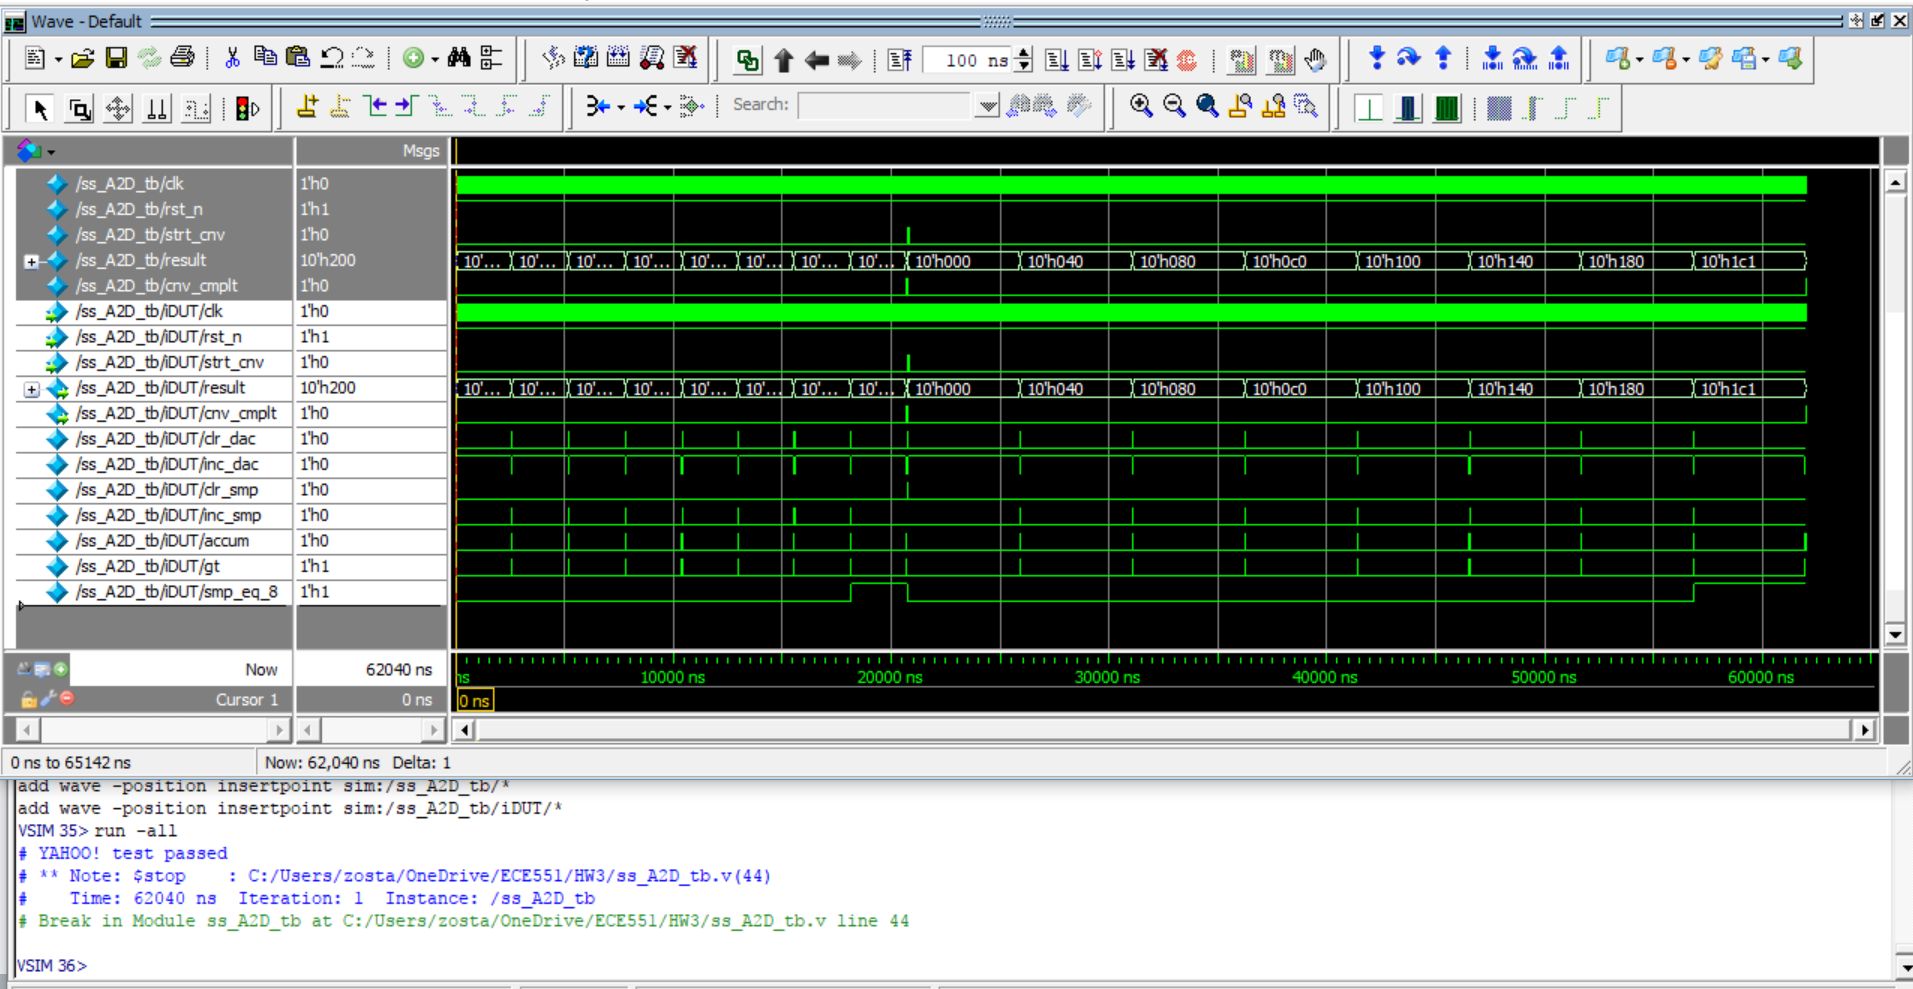 Wave - Default
100 ns
Search:
Msgs
/ss_A2D_tb/clk 1'h0
/ss_A2D_tb/rst_n 1'h1
/ss_A2D_tb/strt_cnv 1'h0
/ss_A2D_tb/result 10'h200 10'... 10'... 10'... 10'... 10'... 10'... 10'... 10'... 10'h000 10'h040 10'h080 10'h0c0 10'h100 10'h140 10'h180 10'h1c1
/ss_A2D_tb/cnv_cmplt 1'h0
/ss_A2D_tb/iDUT/clk 1'h0
/ss_A2D_tb/iDUT/rst_n 1'h1
/ss_A2D_tb/iDUT/strt_cnv 1'h0
/ss_A2D_tb/iDUT/result 10'h200 10'... 10'... 10'... 10'... 10'... 10'... 10'... 10'... 10'h000 10'h040 10'h080 10'h0c0 10'h100 10'h140 10'h180 10'h1c1
/ss_A2D_tb/iDUT/cnv_cmplt 1'h0
/ss_A2D_tb/iDUT/clr_dac 1'h0
/ss_A2D_tb/iDUT/inc_dac 1'h0
/ss_A2D_tb/iDUT/clr_smp 1'h0
/ss_A2D_tb/iDUT/inc_smp 1'h0
/ss_A2D_tb/iDUT/accum 1'h0
/ss_A2D_tb/iDUT/gt 1'h1
/ss_A2D_tb/iDUT/smp_eq_8 1'h1
Now 62040 ns ns 10000 ns 20000 ns 30000 ns 40000 ns 50000 ns 60000 ns
Cursor 1 0 ns 0 ns
0 ns to 65142 ns Now: 62,040 ns Delta: 1
add wave -position insertpoint sim:/ss_A2D_tb/*
add wave -position insertpoint sim:/ss_A2D_tb/iDUT/*
VSIM 35> run -all
# YAHOO! test passed
# ** Note: $stop : C:/Users/zosta/OneDrive/ECE551/HW3/ss_A2D_tb.v(44)
# Time: 62040 ns Iteration: 1 Instance: /ss_A2D_tb
# Break in Module ss_A2D_tb at C:/Users/zosta/OneDrive/ECE551/HW3/ss_A2D_tb.v line 44
VSIM 36>